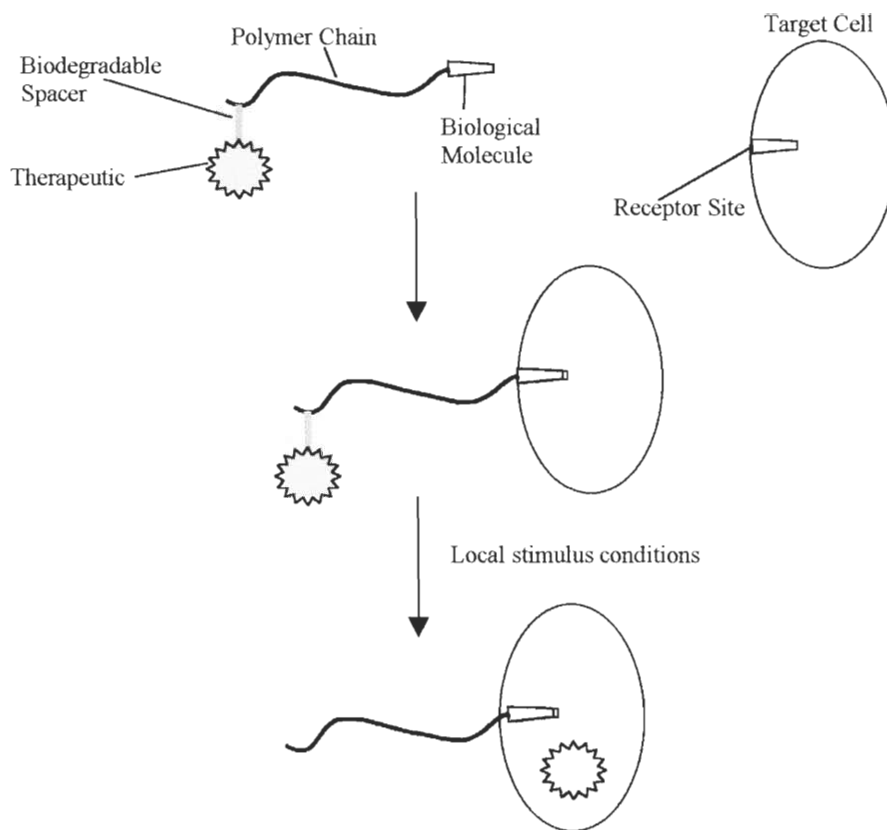 Target Cell
Polymer Chain
Biodegradable
Spacer
Biological
Molecule
Therapeutic
Receptor Site
Local stimulus conditions